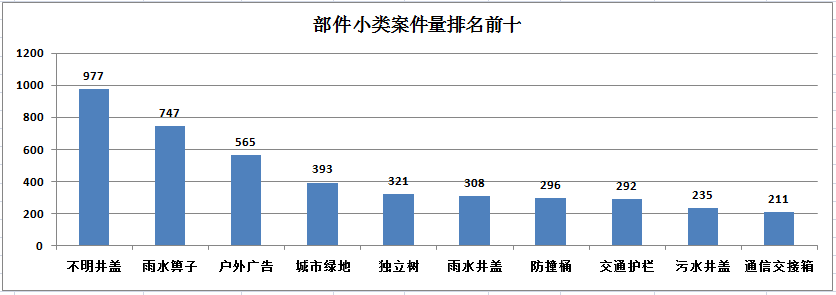 部件小类案件量排名前十
1200
1000
800
600
400
200
0
977
747
565
393
321
308
296
292
235
211
不明井盖
雨水箅子
户外广告
城市绿地
独立树
雨水井盖
防撞桶
交通护栏
污水井盖
通信交接箱